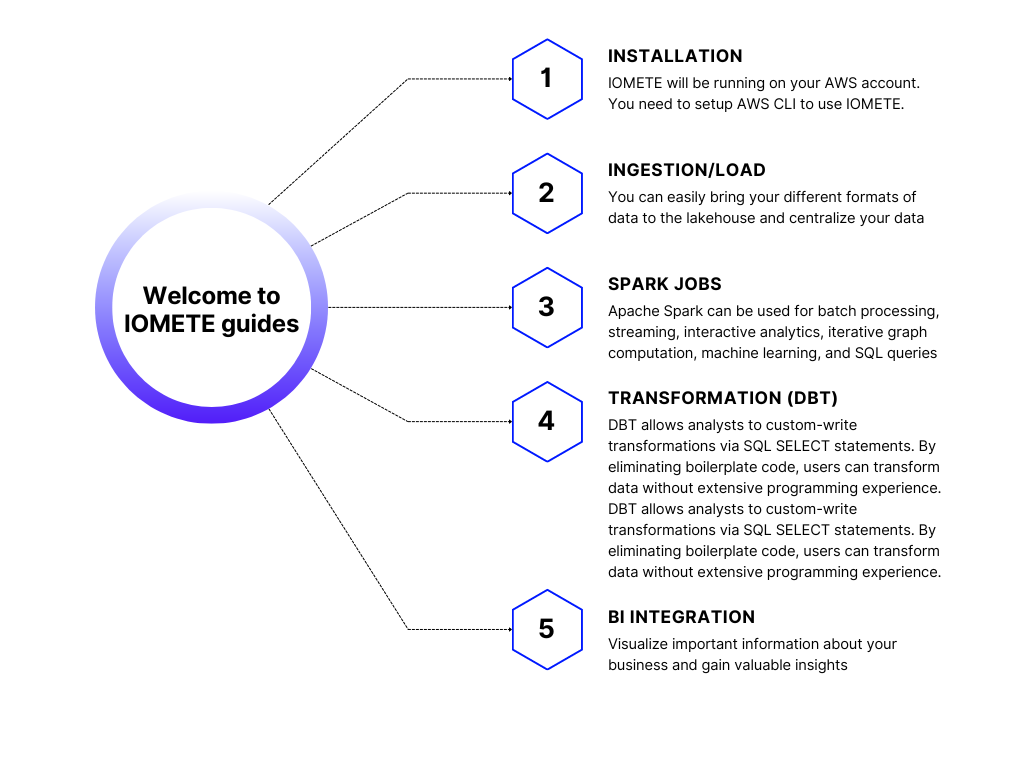 Welcome to
IOMETE guides
1
INSTALLATION
IOMETE will be running on your AWS account.
You need to setup AWS CLI to use IOMETE.
2
INGESTION/LOAD
You can easily bring your different formats of
data to the lakehouse and centralize your data
3
SPARK JOBS
Apache Spark can be used for batch processing,
streaming, interactive analytics, iterative graph
computation, machine learning, and SQL queries
4
TRANSFORMATION (DBT)
DBT allows analysts to custom-write
transformations via SQL SELECT statements. By
eliminating boilerplate code, users can transform
data without extensive programming experience.
DBT allows analysts to custom-write
transformations via SQL SELECT statements. By
eliminating boilerplate code, users can transform
data without extensive programming experience.
5
BI INTEGRATION
Visualize important information about your
business and gain valuable insights